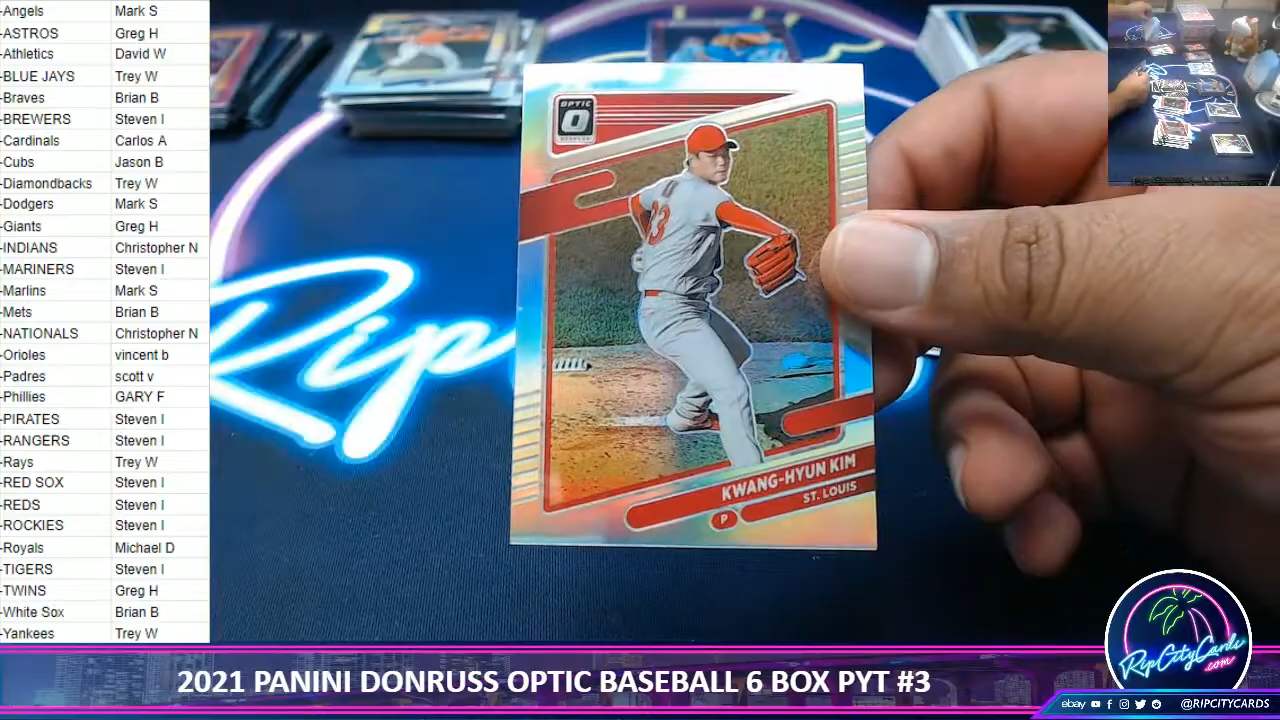 -Angels Mark S
-ASTROS Greg H
-Athletics David W
-BLUE JAYS Trey W
-Braves Brian B
-BREWERS Steven I
-Cardinals Carlos A
-Cubs Jason B
-Diamondbacks Trey W
-Dodgers Mark S
-Giants Greg H
-INDIANS Christopher N
-MARINERS Steven I
-Marlins Mark S
-Mets Brian B
-NATIONALS Christopher N
-Orioles vincent b
-Padres scott v
-Phillies GARY F
-PIRATES Steven I
-RANGERS Steven I
-Rays Trey W
-RED SOX Steven I
-REDS Steven I
-ROCKIES Steven I
-Royals Michael D
-TIGERS Steven I
-TWINS Greg H
-White Sox Brian B
-Yankees Trey W
OPTIC
O
33
KWANG-HYUN KIM
ST. LOUIS
P
Rip
RipCityCards
.com
2021 PANINI DONRUSS OPTIC BASEBALL 6 BOX PYT #3
ebay @RIPCITYCARDS